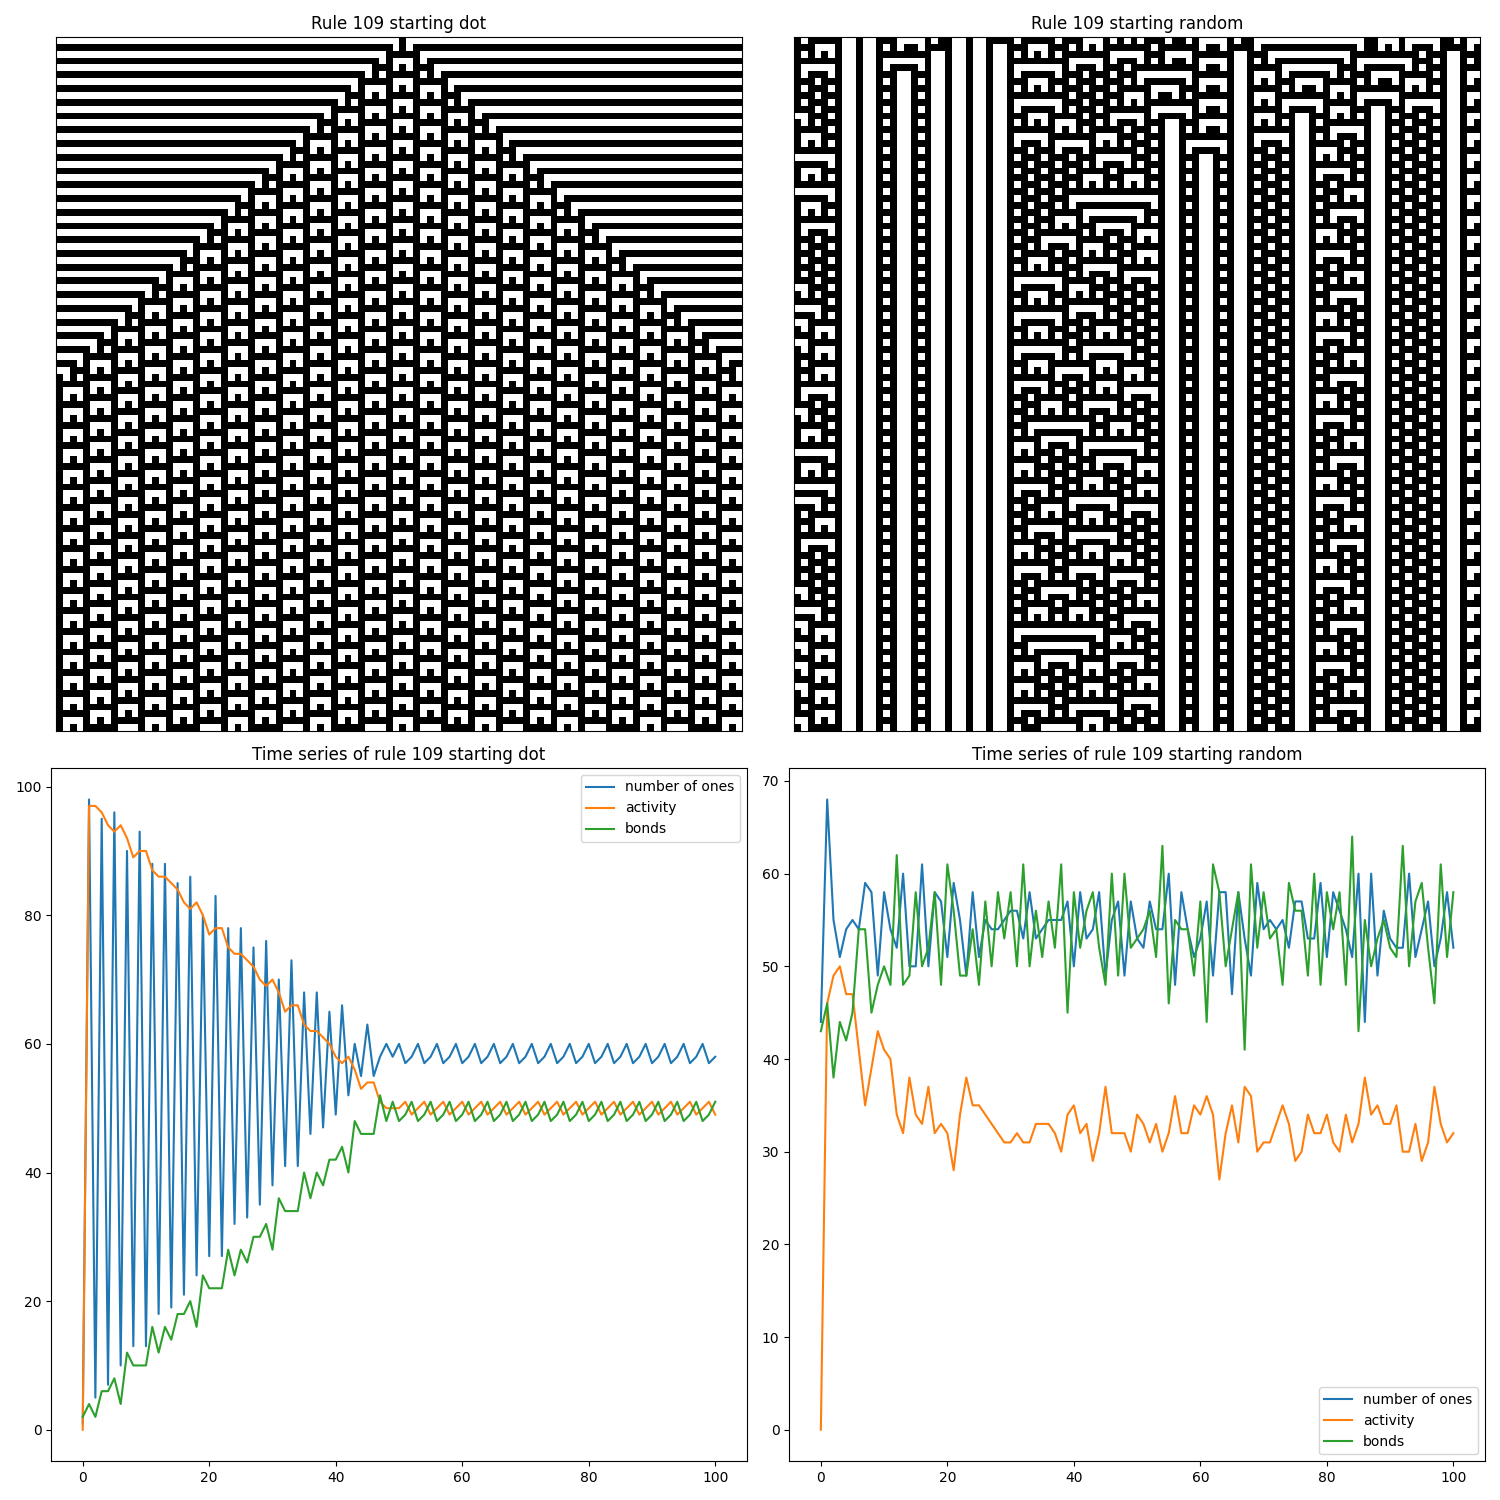 Rule 109 starting dot
Rule 109 starting random
Time series of rule 109 starting dot
100
80
60
40
20
0
0 20 40 60 80 100
number of ones
activity
bonds
Time series of rule 109 starting random
70
60
50
40
30
20
10
0
0 20 40 60 80 100
number of ones
activity
bonds